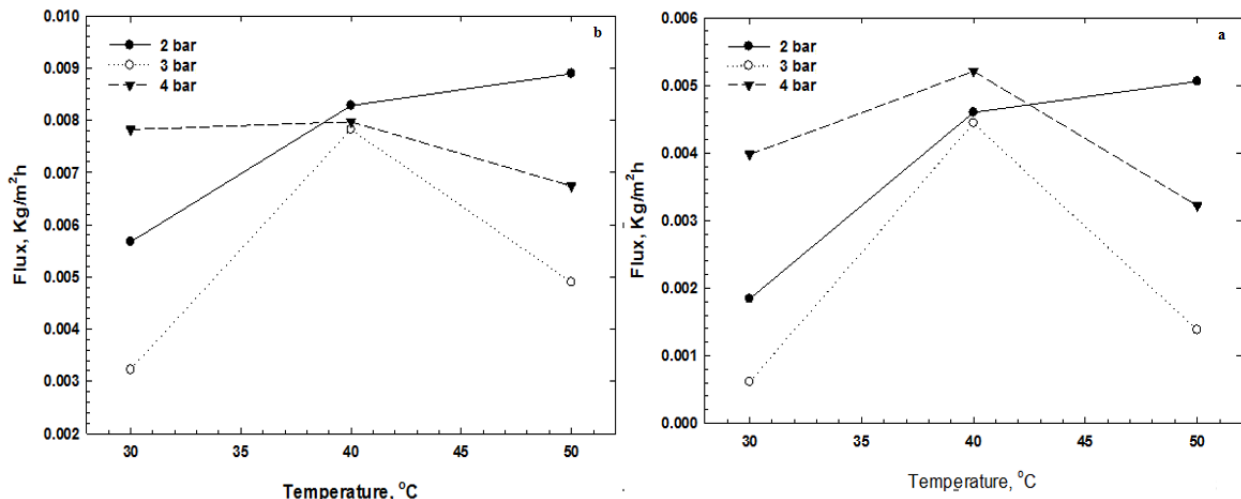 b
2 bar
3 bar
4 bar
0.010
0.009
0.008
0.007
0.006
0.005
0.004
0.003
0.002
Flux, Kg/m²h
30 35 40 45 50
Temperature, °C
a
2 bar
3 bar
4 bar
0.006
0.005
0.004
0.003
0.002
0.001
0.000
Flux, Kg/m²h
30 35 40 45 50
Temperature, °C